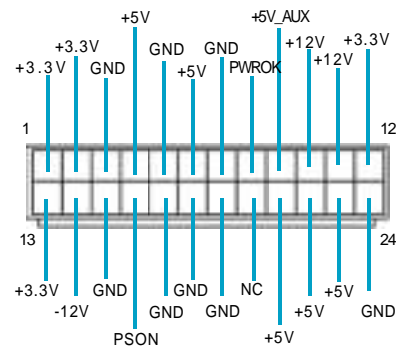 +5V +5V_AUX
+3.3V GND GND +12V +3.3V
+3.3V GND +5V PWROK +12V
1 12
13 24
+3.3V GND GND NC +5V
-12V GND GND +5V GND
PSON +5V